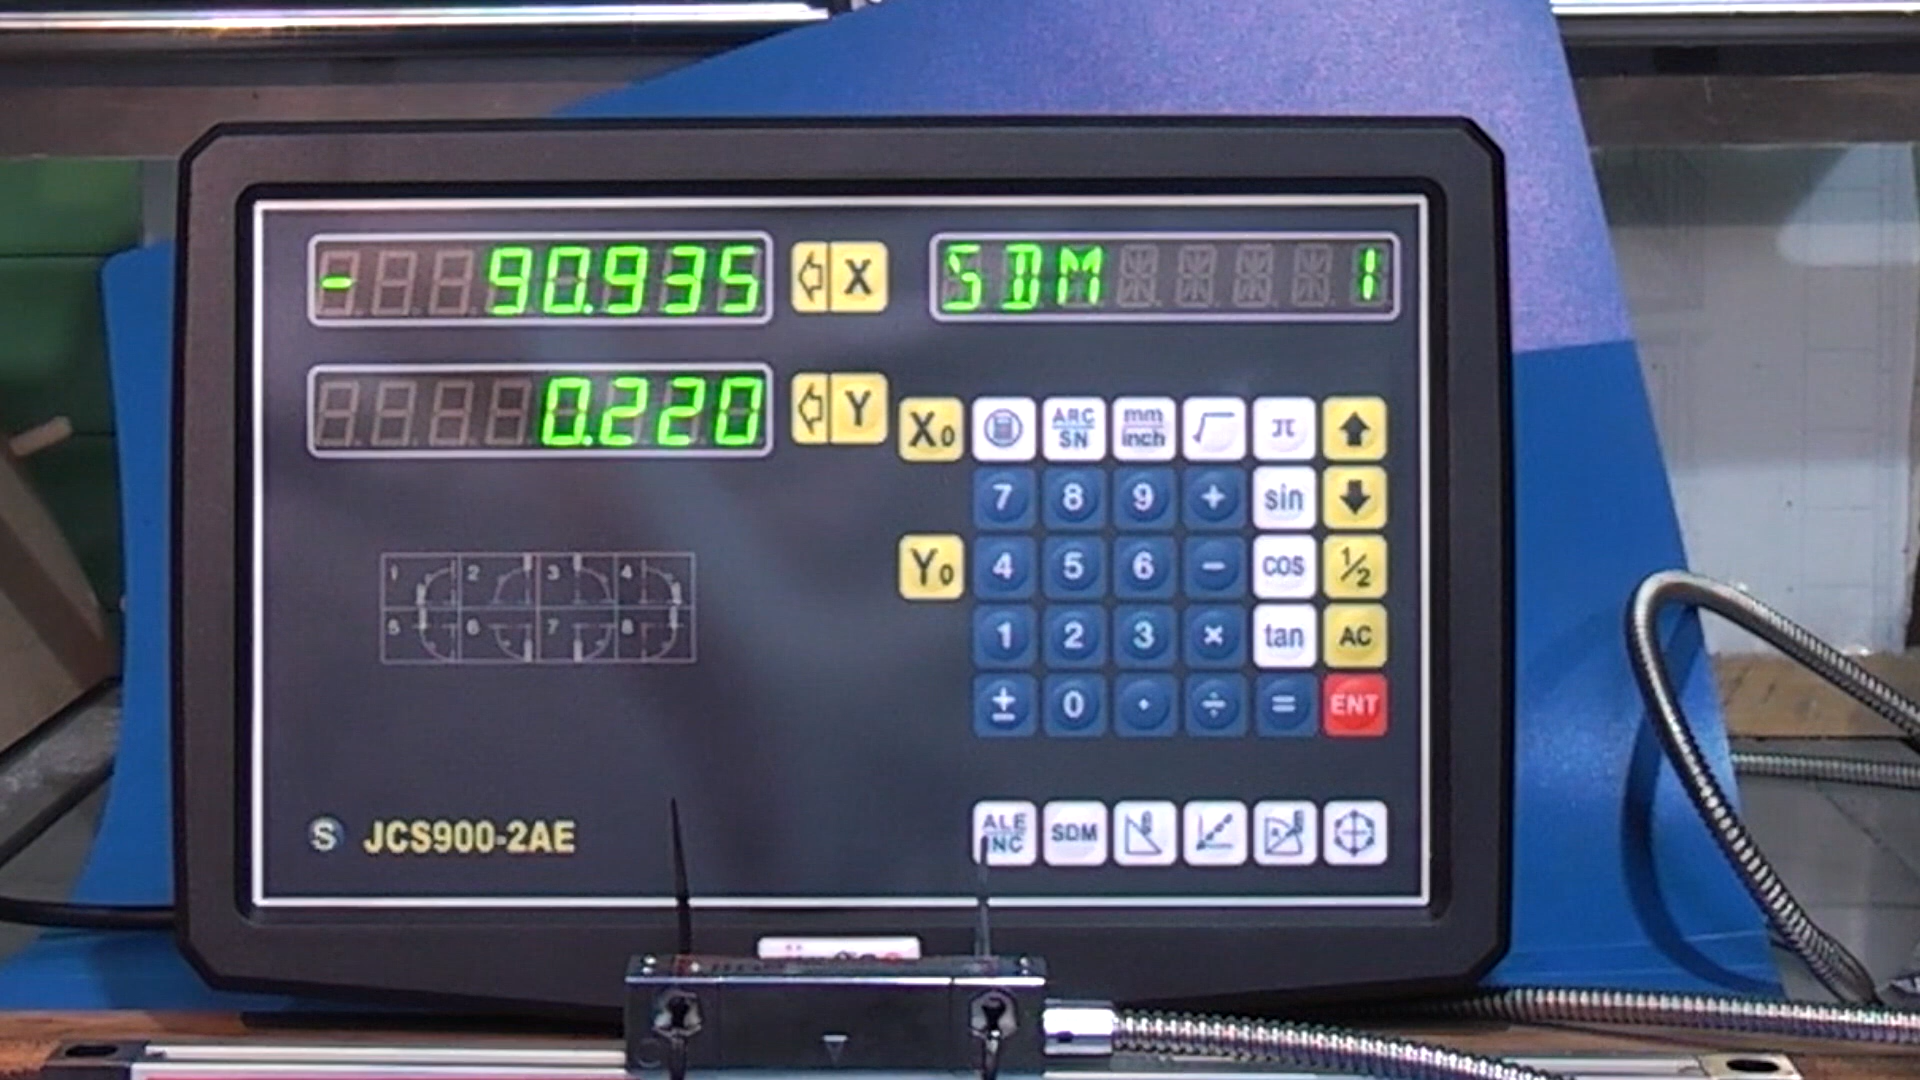 - 90.935 X SDM 1
0.220 Y
X0 ARC SN mm inch √ π
7 8 9 + sin
1 2 3 4
Y0 4 5 6 - cos 1/2
5 6 7 8
1 2 3 × tan AC
± 0 · ÷ = ENT
S JCS900-2AE
ALE INC SDM